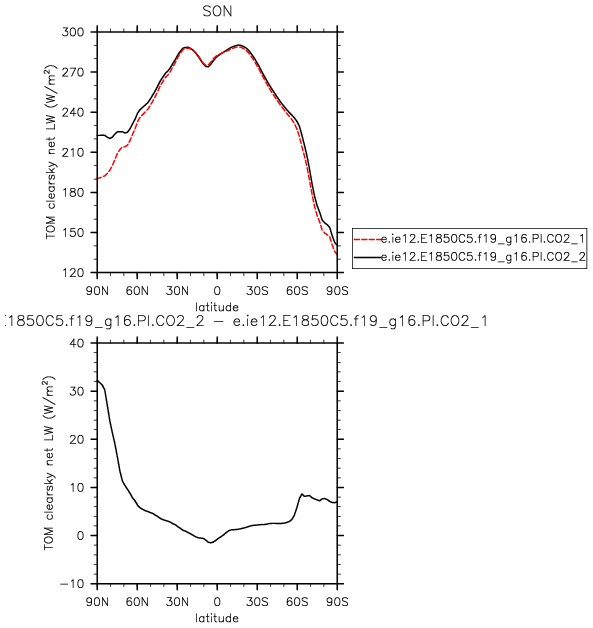 SON
TOM clearsky net LW (W/m²)
300
270
240
210
180
150
120
90N 60N 30N 0 30S 60S 90S
latitude
e.ie12.E1850C5.f19_g16.PI.CO2_1
e.ie12.E1850C5.f19_g16.PI.CO2_2
:1850C5.f19_g16.PI.CO2_2 − e.ie12.E1850C5.f19_g16.PI.CO2_1
TOM clearsky net LW (W/m²)
40
30
20
10
0
−10
90N 60N 30N 0 30S 60S 90S
latitude